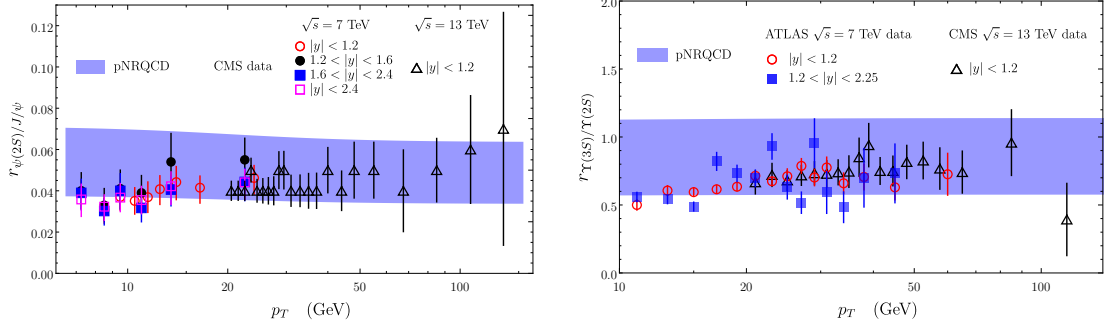 √s = 7 TeV √s = 13 TeV
|y| < 1.2
pNRQCD CMS data 1.2 < |y| < 1.6
1.6 < |y| < 2.4 |y| < 1.2
|y| < 2.4
0.12
0.10
0.08
0.06
0.04
0.02
0.00
r_ψ(2S)/J/ψ
10 20 50 100
p_T (GeV)
ATLAS √s = 7 TeV data CMS √s = 13 TeV data
pNRQCD |y| < 1.2 |y| < 1.2
1.2 < |y| < 2.25
2.0
1.5
1.0
0.5
0.0
r_Υ(3S)/Υ(2S)
10 20 50 100
p_T (GeV)